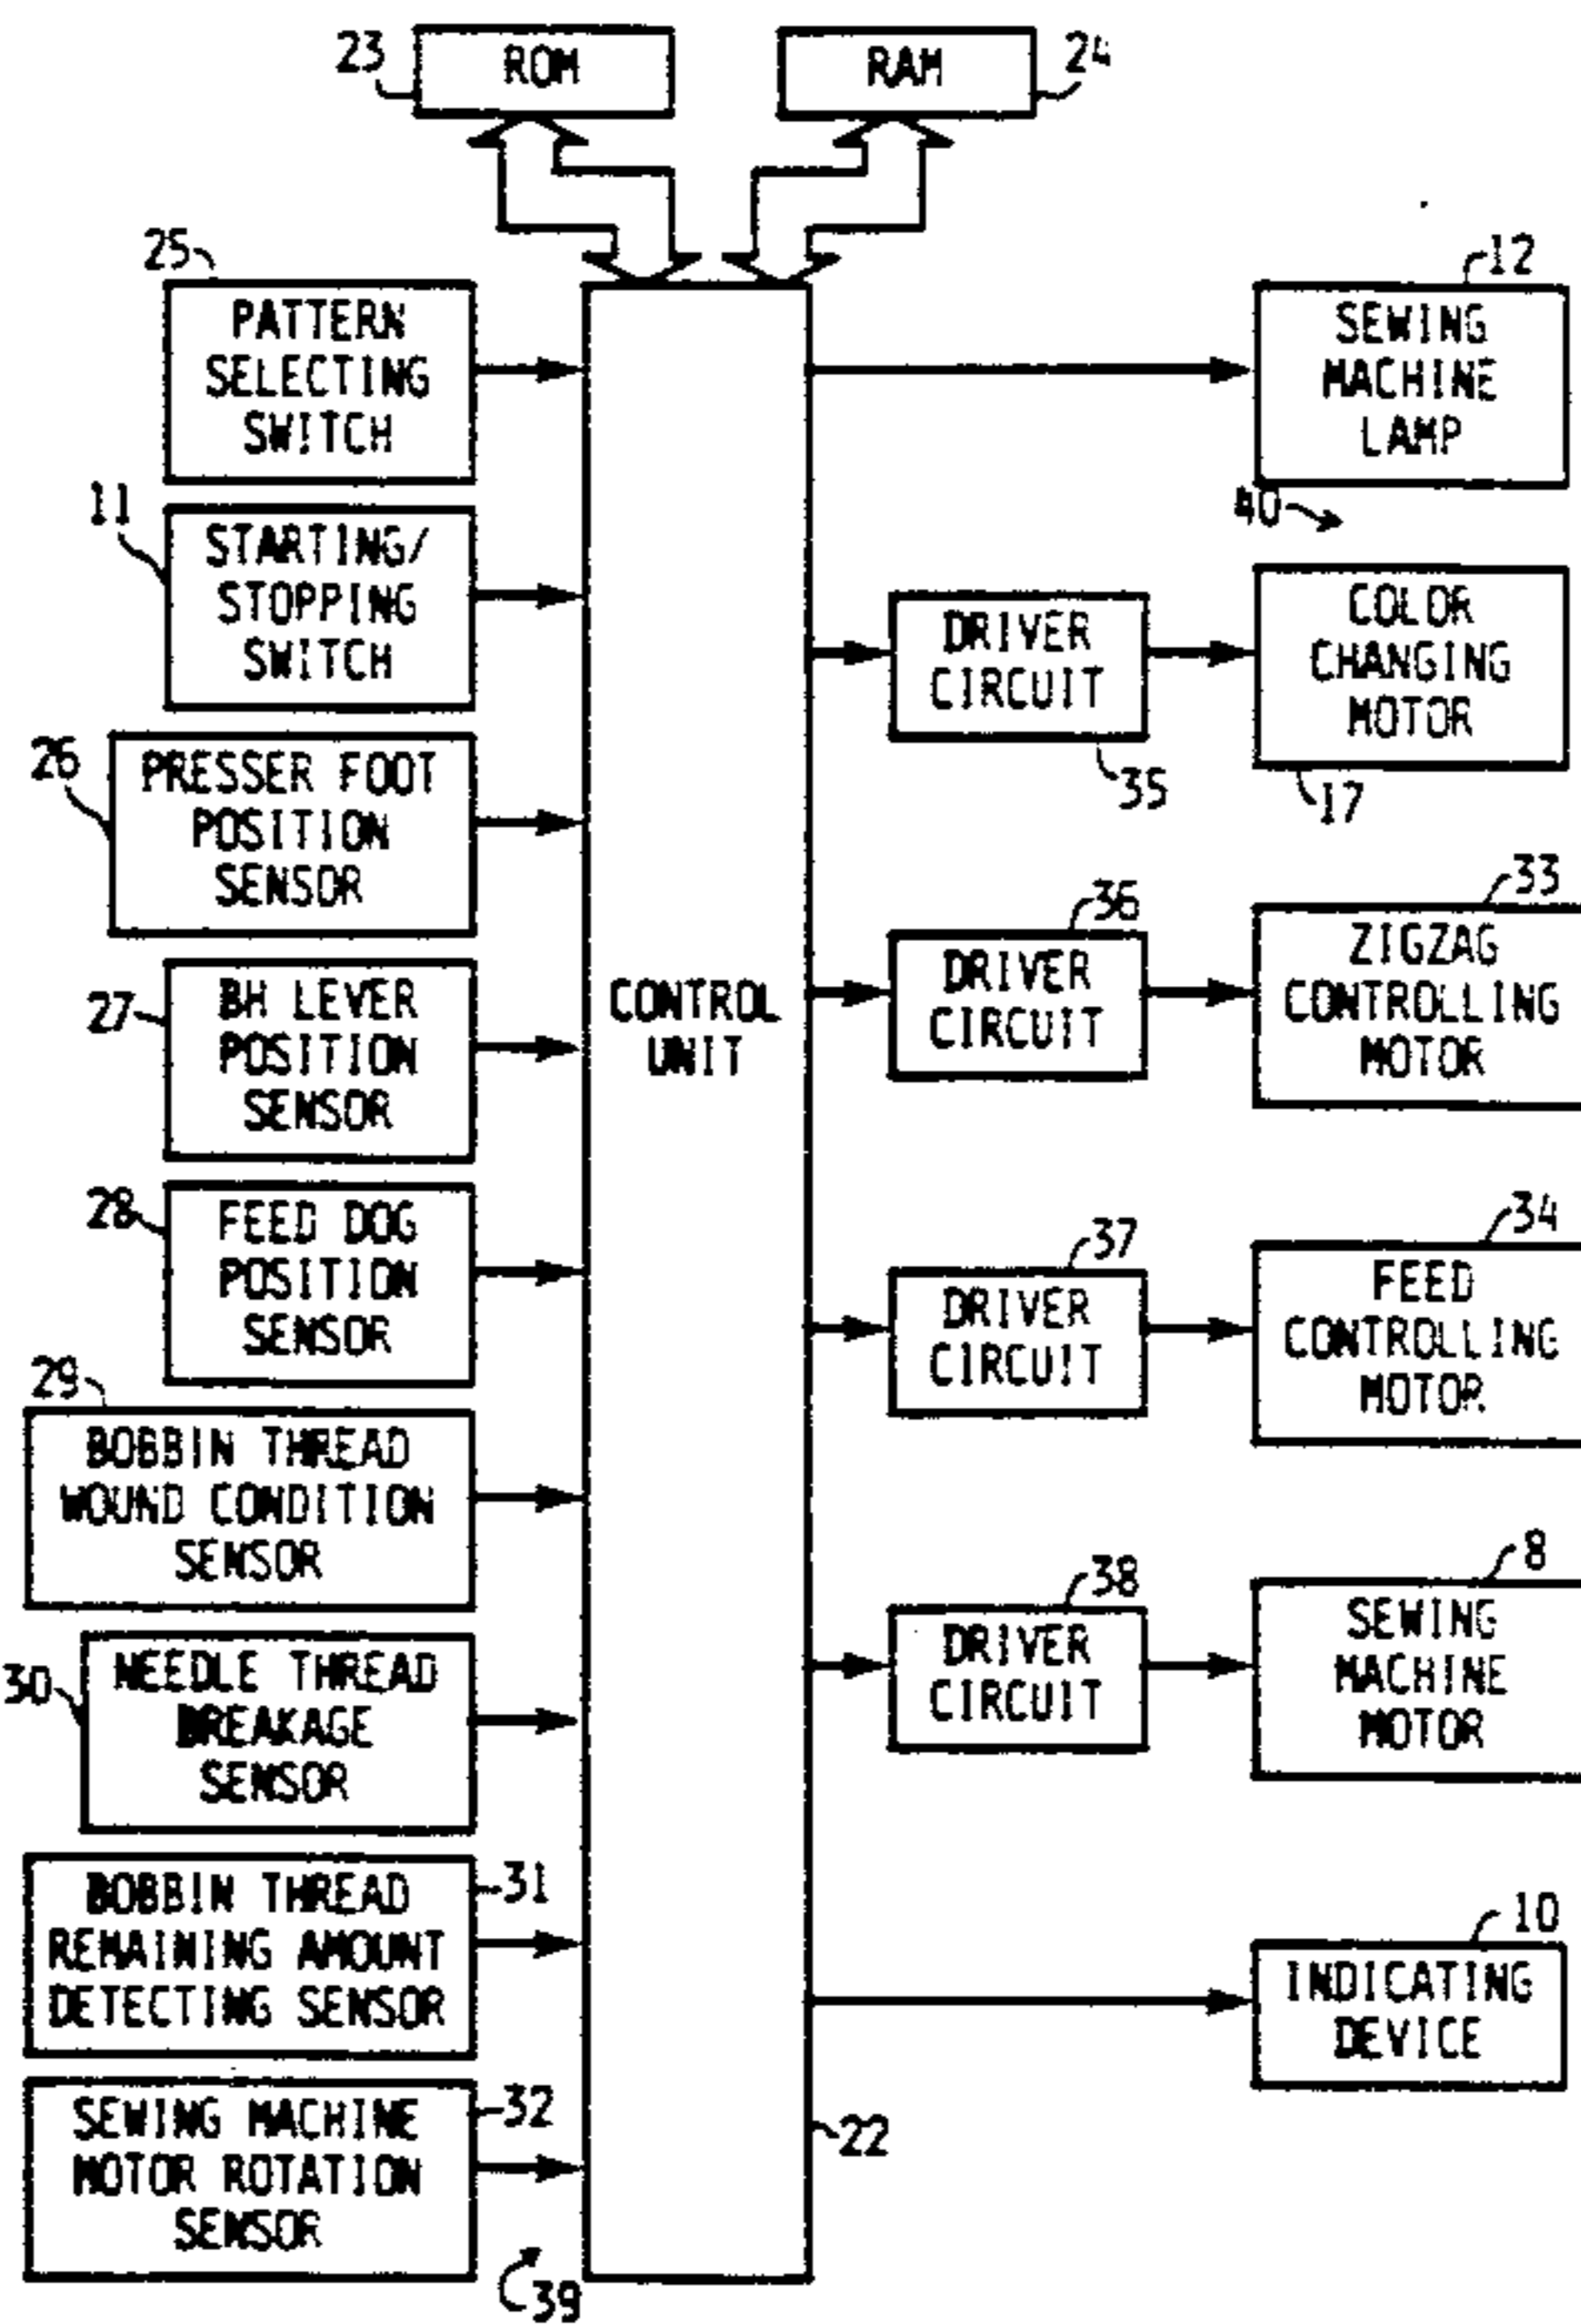 23
ROM
RAM
24
25
PATTERN
SELECTING
SWITCH
11
STARTING/
STOPPING
SWITCH
26
PRESSER FOOT
POSITION
SENSOR
27
BH LEVER
POSITION
SENSOR
28
FEED DOG
POSITION
SENSOR
29
BOBBIN THREAD
WOUND CONDITION
SENSOR
30
NEEDLE THREAD
BREAKAGE
SENSOR
BOBBIN THREAD
REMAINING AMOUNT
DETECTING SENSOR
31
SEWING MACHINE
MOTOR ROTATION
SENSOR
32
39
CONTROL
UNIT
22
12
SEWING
MACHINE
LAMP
40
DRIVER
CIRCUIT
35
COLOR
CHANGING
MOTOR
17
36
DRIVER
CIRCUIT
33
ZIGZAG
CONTROLLING
MOTOR
37
DRIVER
CIRCUIT
34
FEED
CONTROLLING
MOTOR
38
DRIVER
CIRCUIT
8
SEWING
MACHINE
MOTOR
10
INDICATING
DEVICE